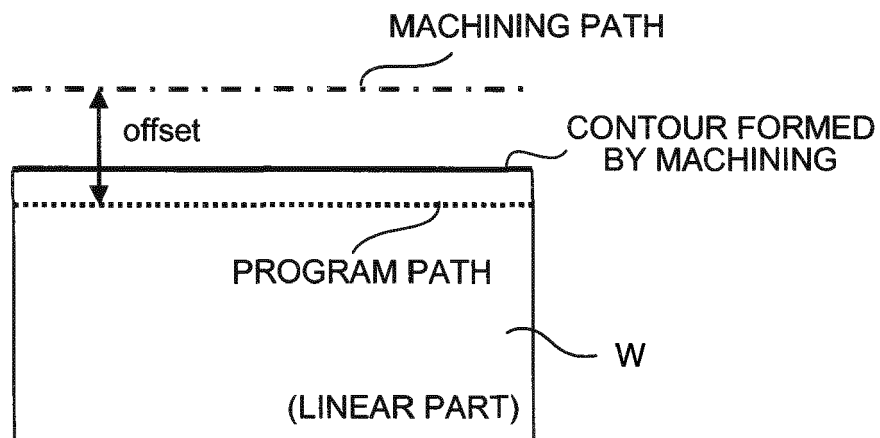 MACHINING PATH
offset
CONTOUR FORMED
BY MACHINING
PROGRAM PATH
W
(LINEAR PART)